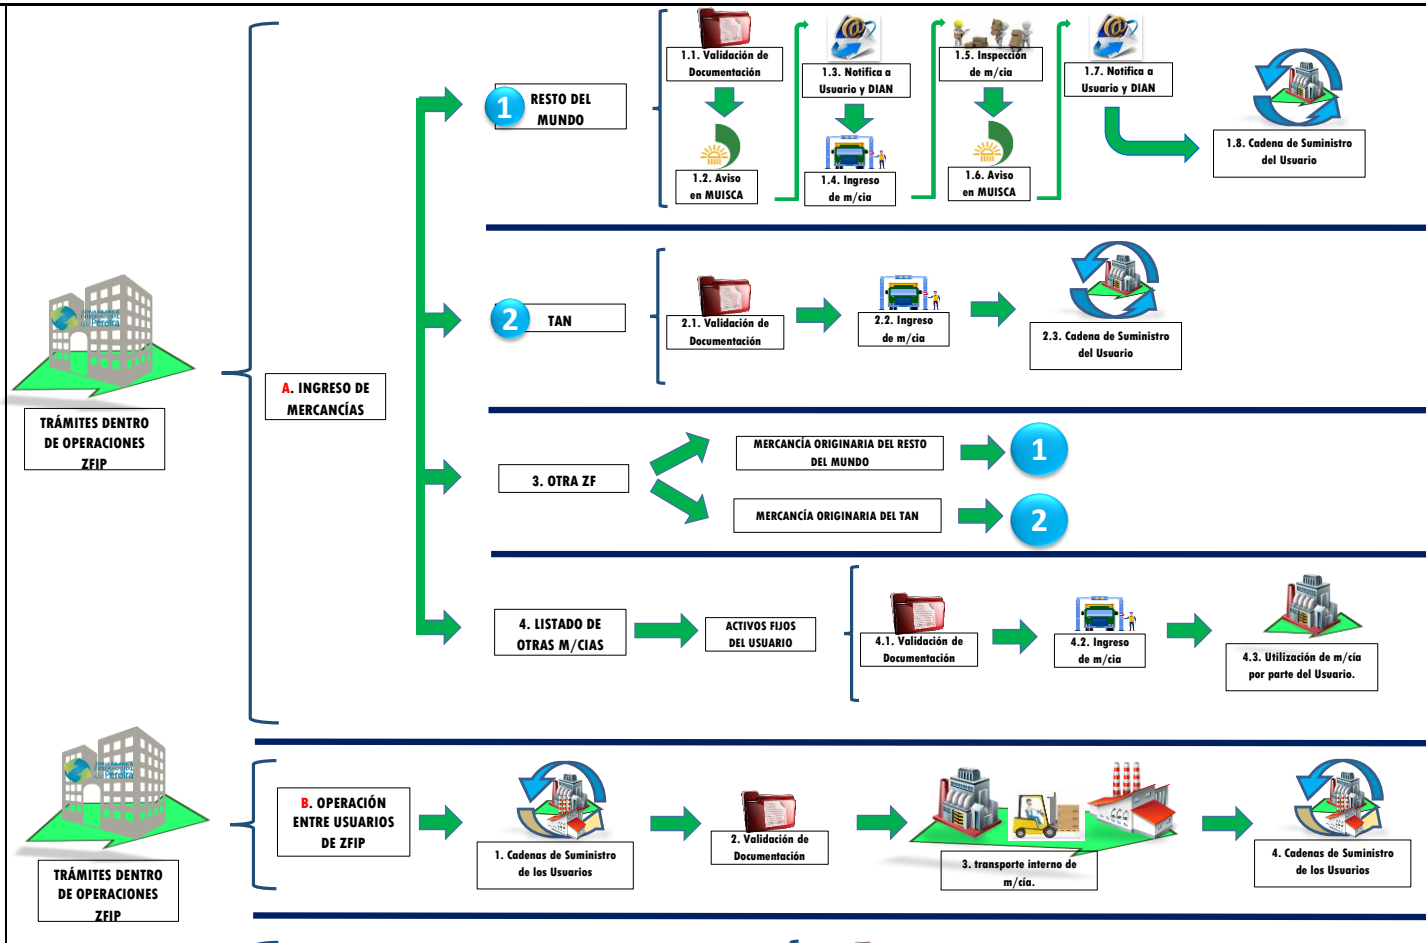 1.1. Validación de
Documentación
1.2. Aviso
en MUISCA
1.3. Notifica a
Usuario y DIAN
1.4. Ingreso
de m/cia
1.5. Inspección
de m/cia
1.6. Aviso
en MUISCA
1.7. Notifica a
Usuario y DIAN
1.8. Cadena de Suministro
del Usuario
1
RESTO DEL
MUNDO
2
TAN
2.1. Validación de
Documentación
2.2. Ingreso
de m/cia
2.3. Cadena de Suministro
del Usuario
de Pereira
TRÁMITES DENTRO
DE OPERACIONES
ZFIP
A. INGRESO DE
MERCANCÍAS
3. OTRA ZF
MERCANCÍA ORIGINARIA DEL RESTO
DEL MUNDO
1
MERCANCÍA ORIGINARIA DEL TAN
2
4. LISTADO DE
OTRAS M/CIAS
ACTIVOS FIJOS
DEL USUARIO
4.1. Validación de
Documentación
4.2. Ingreso
de m/cia
4.3. Utilización de m/cía
por parte del Usuario.
de Pereira
TRÁMITES DENTRO
DE OPERACIONES
ZFIP
B. OPERACIÓN
ENTRE USUARIOS
DE ZFIP
1. Cadenas de Suministro
de los Usuarios
2. Validación de
Documentación
3. transporte interno de
m/cía.
4. Cadenas de Suministro
de los Usuarios